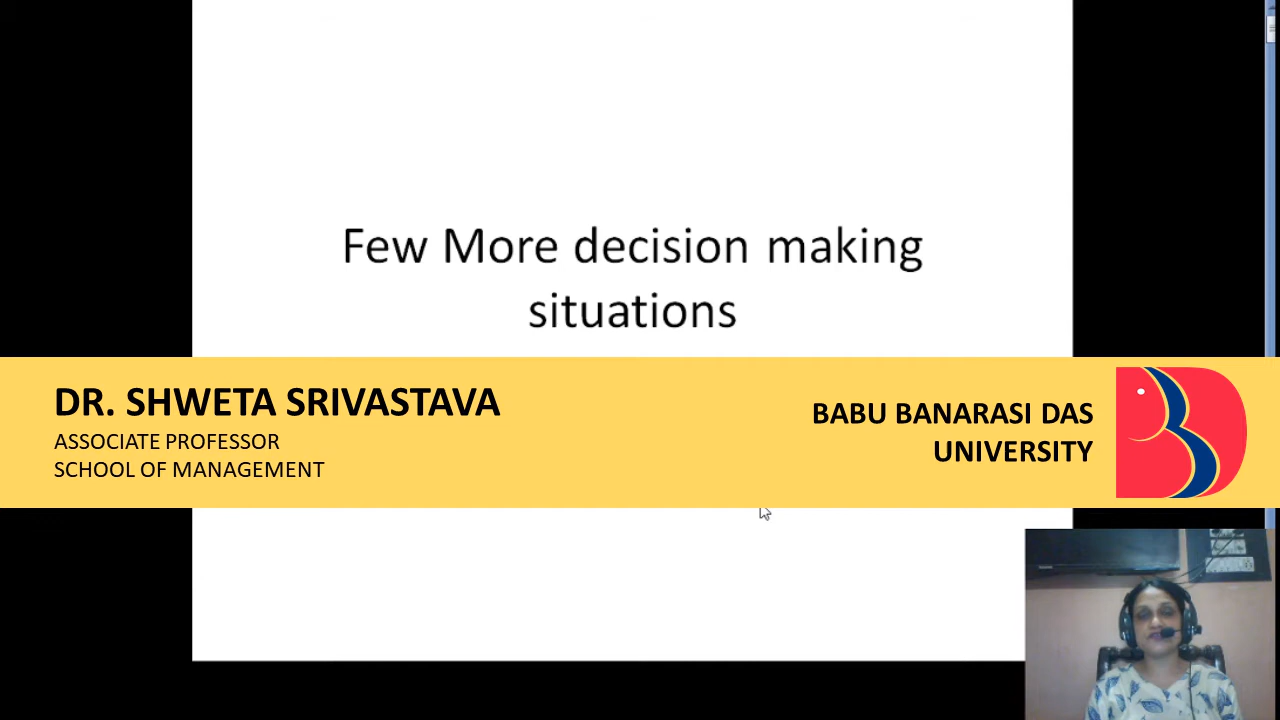 Few More decision making
situations
DR. SHWETA SRIVASTAVA
ASSOCIATE PROFESSOR
SCHOOL OF MANAGEMENT
BABU BANARASI DAS
UNIVERSITY